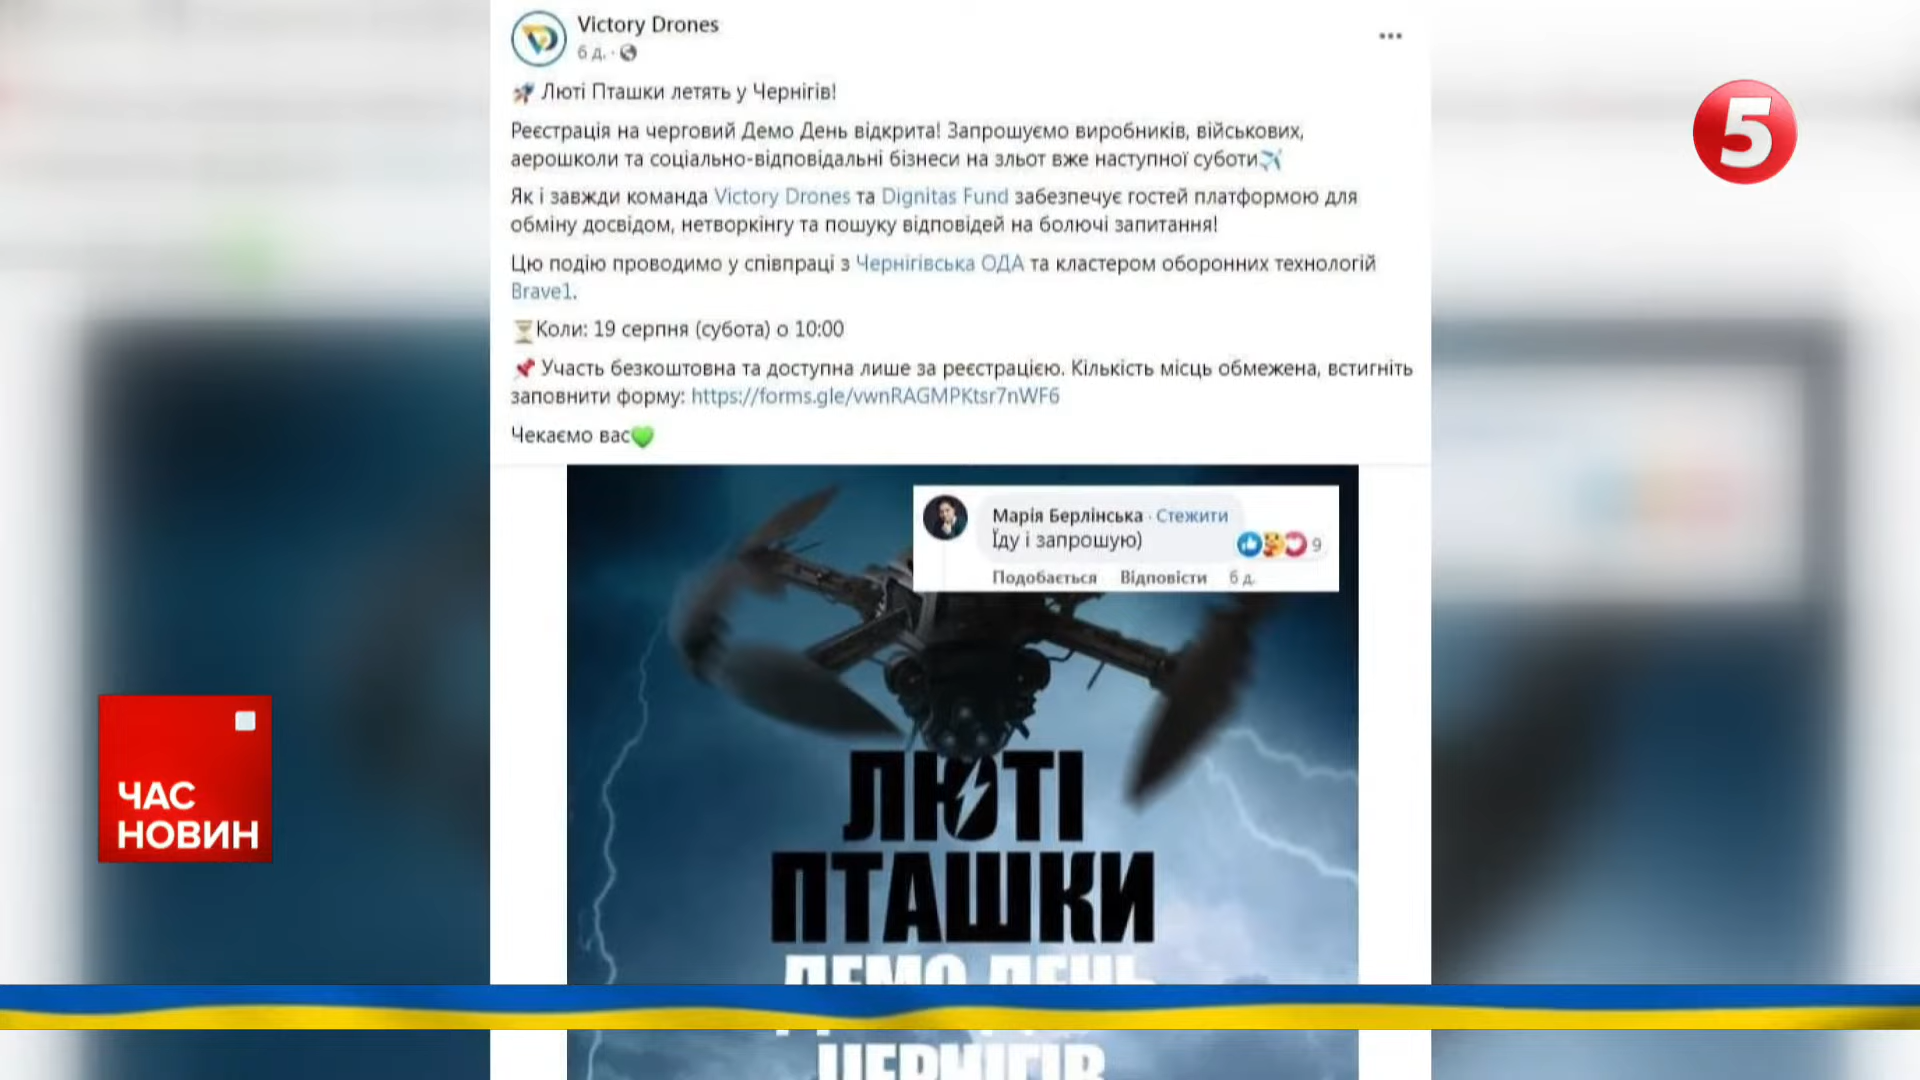 Victory Drones
6 д.
Люті Пташки летять у Чернігів!
Реєстрація на черговий Демо День відкрита! Запрошуємо виробників, військових,
аерошколи та соціально-відповідальні бізнеси на зльот вже наступної суботи
Як і завжди команда Victory Drones та Dignitas Fund забезпечує гостей платформою для
обміну досвідом, нетворкінгу та пошуку відповідей на болючі запитання!
Цю подію проводимо у співпраці з Чернігівська ОДА та кластером оборонних технологій
Brave1.
Коли: 19 серпня (субота) о 10:00
Участь безкоштовна та доступна лише за реєстрацією. Кількість місць обмежена, встигніть
заповнити форму: https://forms.gle/vwnRAGMPKtsr7nWF6
Чекаємо вас
Марія Берлінська · Стежити
Їду і запрошую)
9
Подобається Відповісти 6 д.
ЛЮТІ
ПТАШКИ
ДЕМО ДЕНЬ
ЧЕРНІГІВ
5
ЧАС
НОВИН